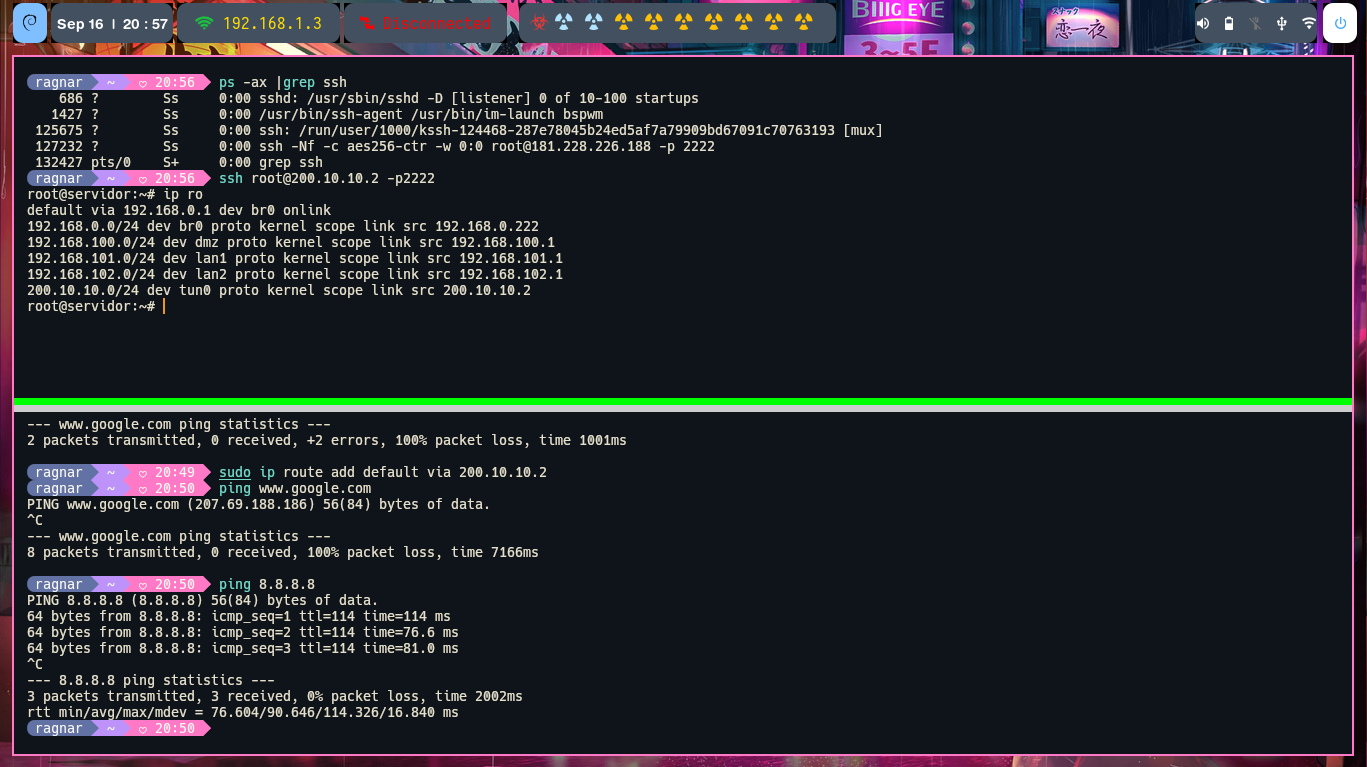 Sep 16 | 20:57
192.168.1.3
Disconnected
BIIIG EYE
3~5F
スナック
恋一夜
ragnar ~ 20:56 ps -ax |grep ssh
686 ? Ss 0:00 sshd: /usr/sbin/sshd -D [listener] 0 of 10-100 startups
1427 ? Ss 0:00 /usr/bin/ssh-agent /usr/bin/im-launch bspwm
125675 ? Ss 0:00 ssh: /run/user/1000/kssh-124468-287e78045b24ed5af7a79909bd67091c70763193 [mux]
127232 ? Ss 0:00 ssh -Nf -c aes256-ctr -w 0:0 root@181.228.226.188 -p 2222
132427 pts/0 S+ 0:00 grep ssh
ragnar ~ 20:56 ssh root@200.10.10.2 -p2222
root@servidor:~# ip ro
default via 192.168.0.1 dev br0 onlink
192.168.0.0/24 dev br0 proto kernel scope link src 192.168.0.222
192.168.100.0/24 dev dmz proto kernel scope link src 192.168.100.1
192.168.101.0/24 dev lan1 proto kernel scope link src 192.168.101.1
192.168.102.0/24 dev lan2 proto kernel scope link src 192.168.102.1
200.10.10.0/24 dev tun0 proto kernel scope link src 200.10.10.2
root@servidor:~#
--- www.google.com ping statistics ---
2 packets transmitted, 0 received, +2 errors, 100% packet loss, time 1001ms
ragnar ~ 20:49 sudo ip route add default via 200.10.10.2
ragnar ~ 20:50 ping www.google.com
PING www.google.com (207.69.188.186) 56(84) bytes of data.
^C
--- www.google.com ping statistics ---
8 packets transmitted, 0 received, 100% packet loss, time 7166ms
ragnar ~ 20:50 ping 8.8.8.8
PING 8.8.8.8 (8.8.8.8) 56(84) bytes of data.
64 bytes from 8.8.8.8: icmp_seq=1 ttl=114 time=114 ms
64 bytes from 8.8.8.8: icmp_seq=2 ttl=114 time=76.6 ms
64 bytes from 8.8.8.8: icmp_seq=3 ttl=114 time=81.0 ms
^C
--- 8.8.8.8 ping statistics ---
3 packets transmitted, 3 received, 0% packet loss, time 2002ms
rtt min/avg/max/mdev = 76.604/90.646/114.326/16.840 ms
ragnar ~ 20:50